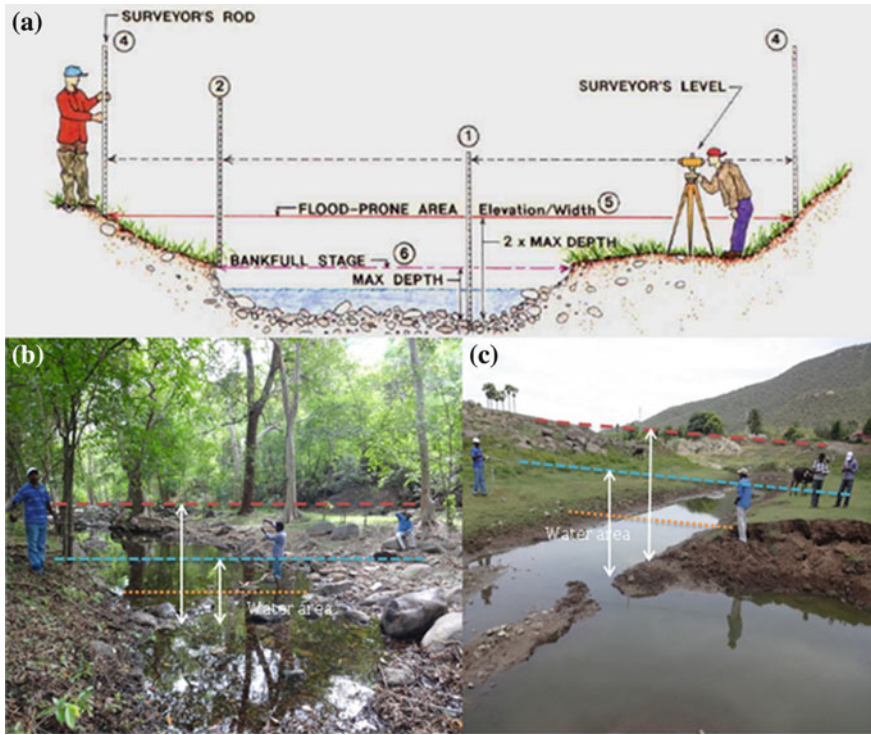 (a)
SURVEYOR'S ROD
④
④
②
SURVEYOR'S LEVEL
①
FLOOD-PRONE AREA Elevation/Width ⑤
2 x MAX DEPTH
BANKFULL STAGE ⑥
MAX DEPTH
(b)
(c)
Water area
Water area